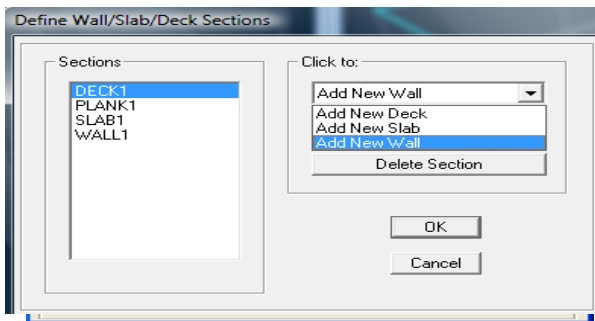 Define Wall/Slab/Deck Sections
Sections
DECK1
PLANK1
SLAB1
WALL1
Click to:
Add New Wall
Add New Deck
Add New Slab
Add New Wall
Delete Section
OK
Cancel